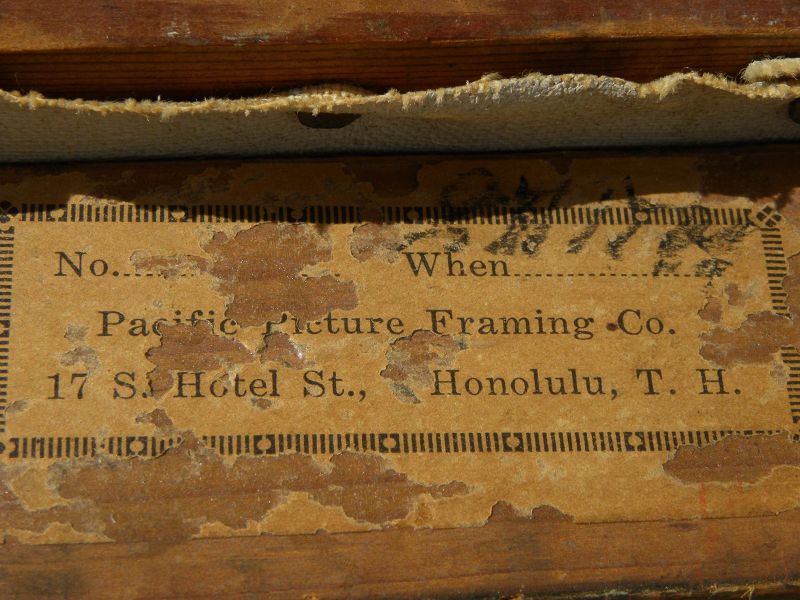 No.............. When..............
Pacific Picture Framing Co.
17 S. Hotel St., Honolulu, T. H.